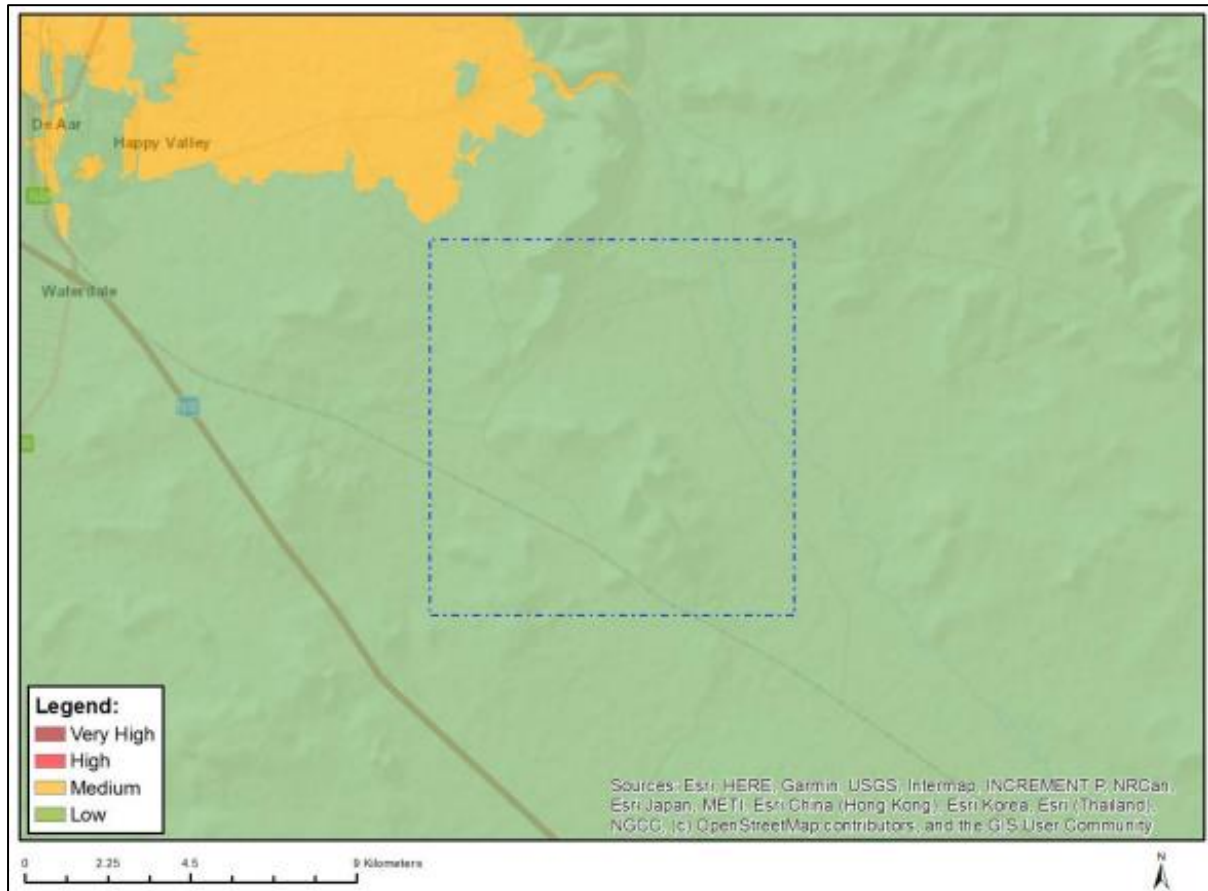 De Aar
Happy Valley
Waterdale
Legend:
Very High
High
Medium
Low
Sources: Esri, HERE, Garmin, USGS, Intermap, INCREMENT P, NRCan,
Esri Japan, METI, Esri China (Hong Kong), Esri Korea, Esri (Thailand),
NGCC, (c) OpenStreetMap contributors, and the GIS User Community
0 2.25 4.5 9 Kilometers
N